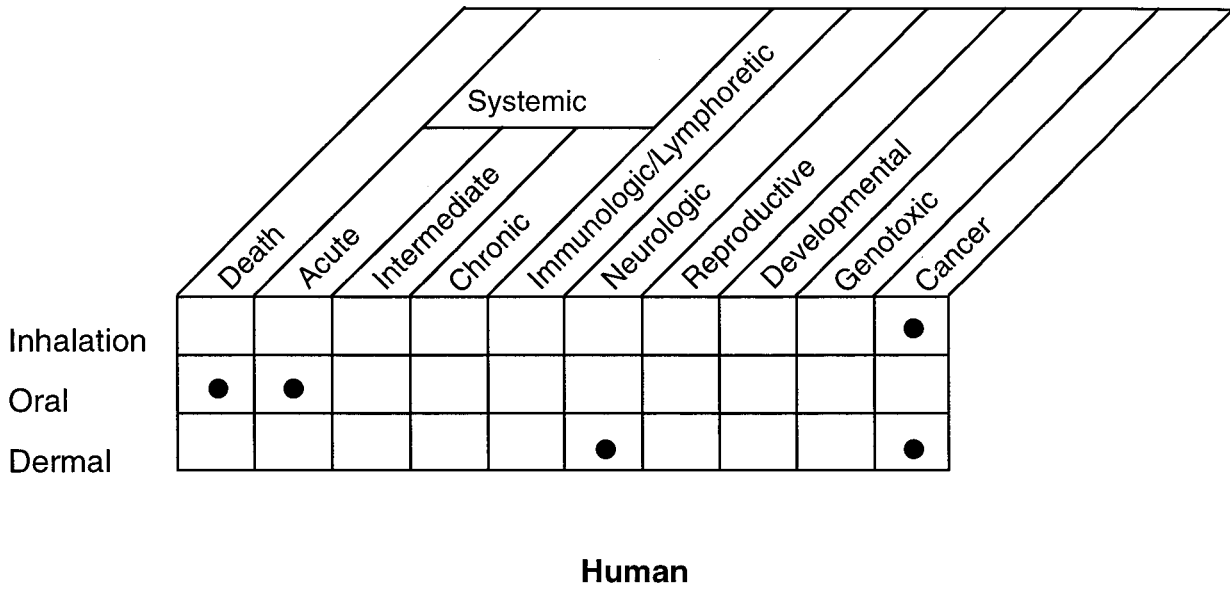 Systemic
Death
Acute
Intermediate
Chronic
Immunologic/Lymphoretic
Neurologic
Reproductive
Developmental
Genotoxic
Cancer
Inhalation
Oral
Dermal
Human